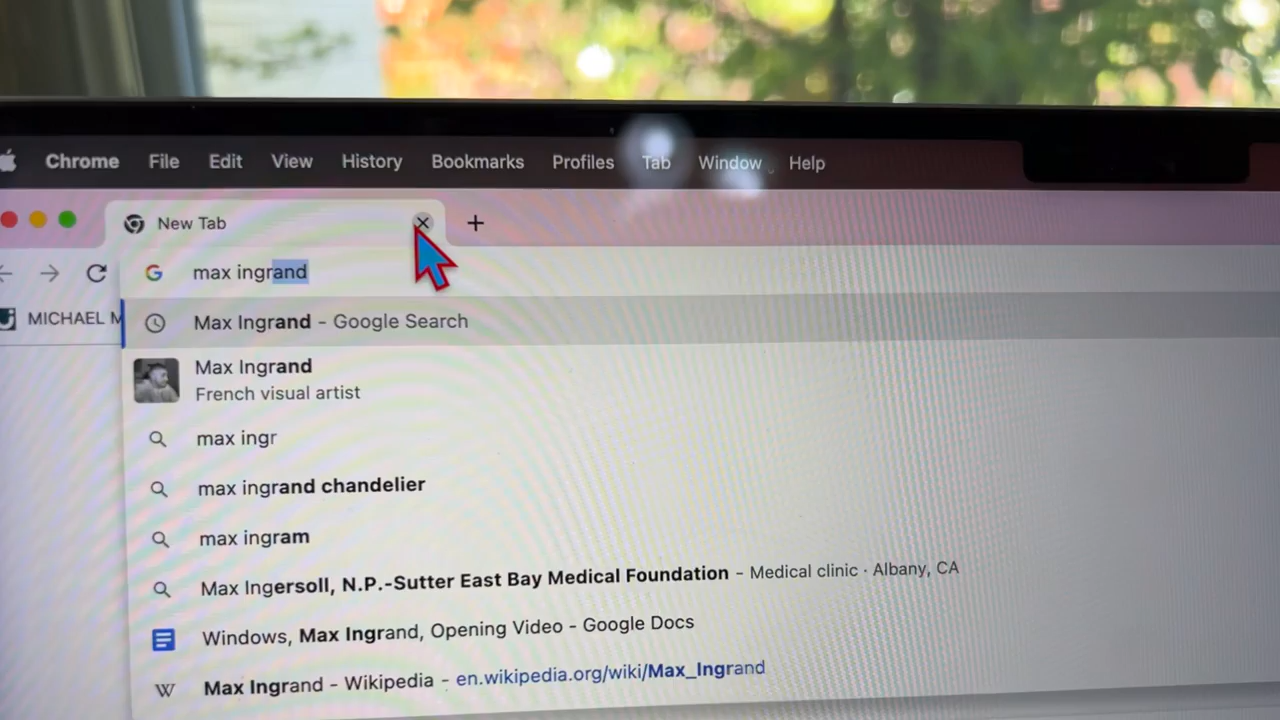 Chrome File Edit View History Bookmarks Profiles Tab Window Help
New Tab
max ingrand
MICHAEL M
Max Ingrand – Google Search
Max Ingrand
French visual artist
max ingr
max ingrand chandelier
max ingram
Max Ingersoll, N.P.-Sutter East Bay Medical Foundation – Medical clinic · Albany, CA
Windows, Max Ingrand, Opening Video – Google Docs
W Max Ingrand – Wikipedia – en.wikipedia.org/wiki/Max_Ingrand